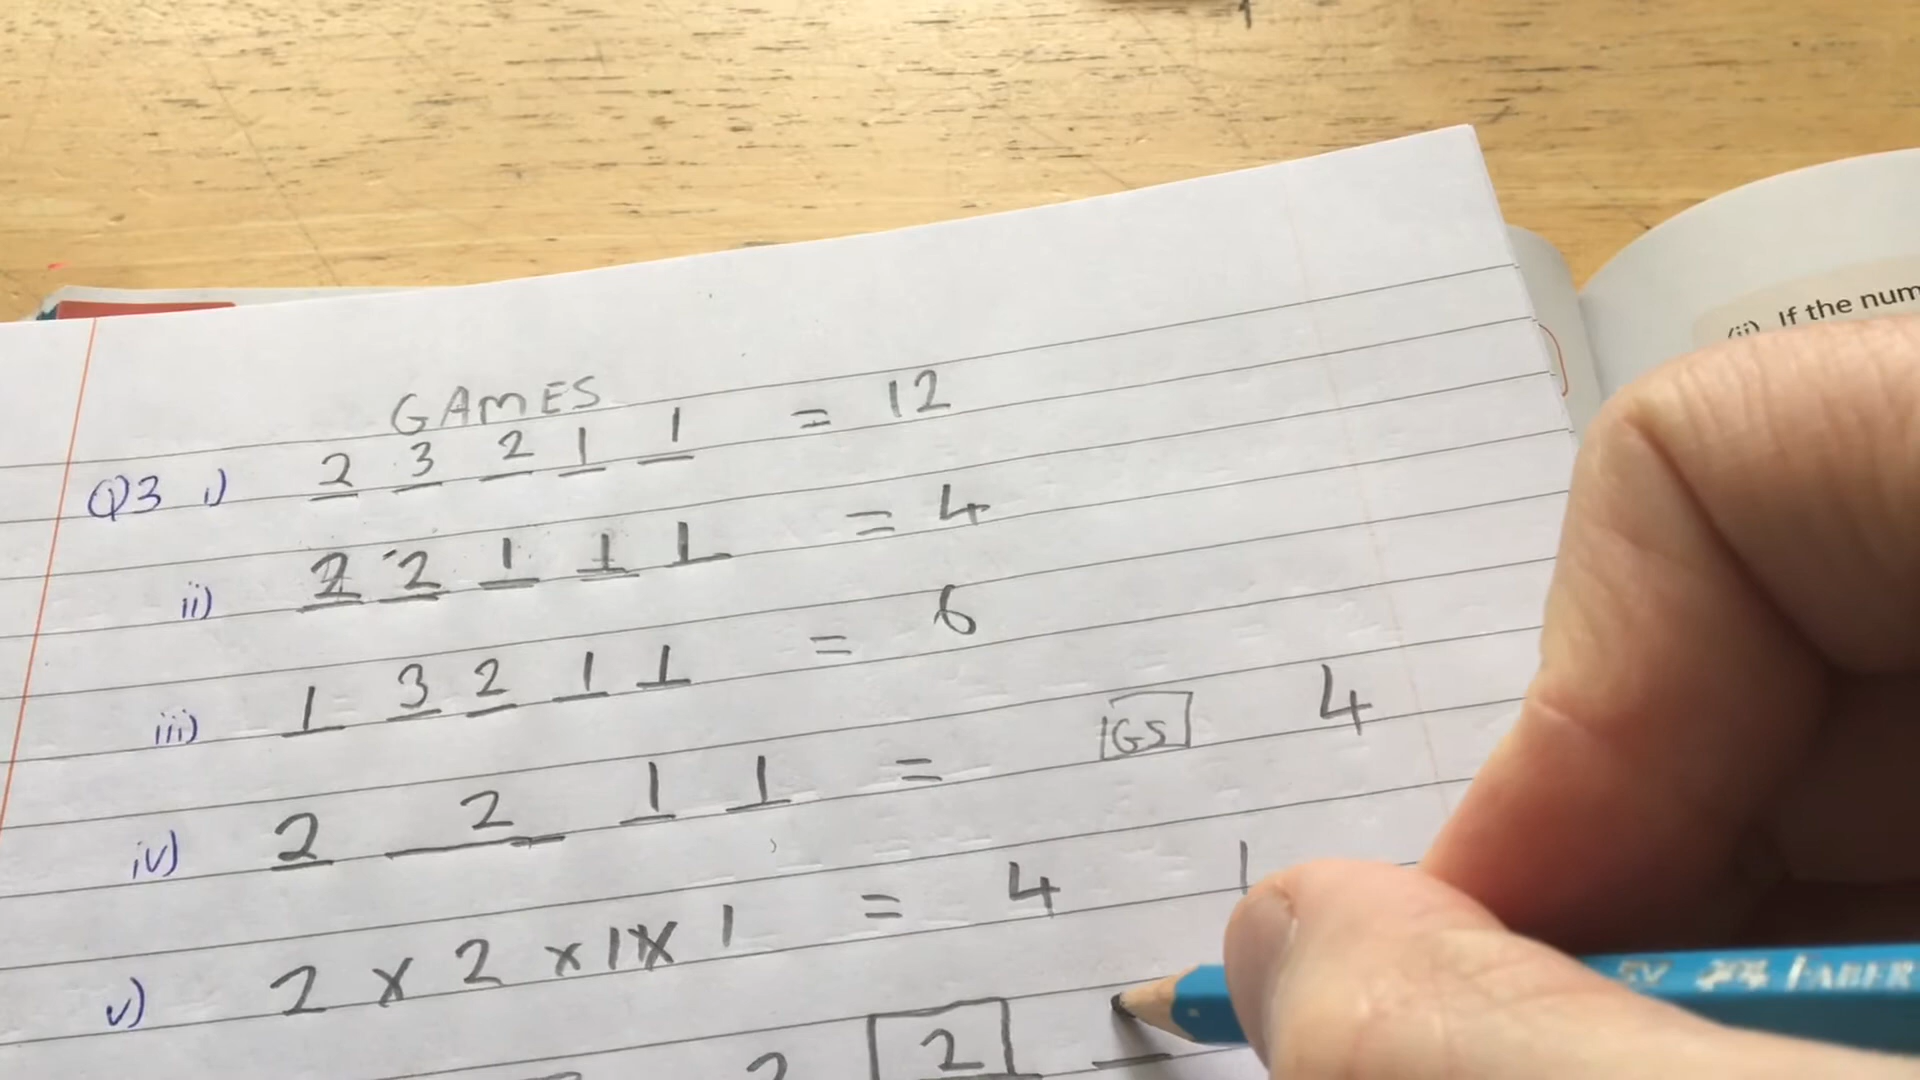 (ii) If the num
GAMES
Q3 i) 2 3 2 1 1 = 12
ii) 2 2 1 1 1 = 4
iii) 1 3 2 1 1 = 6
iv) 2 2 1 1 = GS 4
v) 2 x 2 x 1 x 1 = 4 1
2 2
FABER